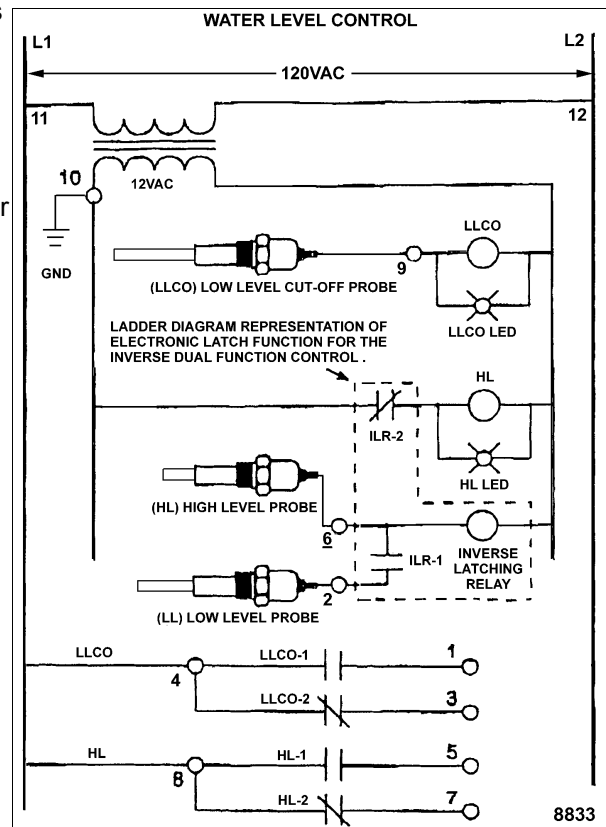 s
WATER LEVEL CONTROL
L1
L2
120VAC
11
12
10
12VAC
r
GND
LLCO
9
(LLCO) LOW LEVEL CUT-OFF PROBE
LLCO LED
LADDER DIAGRAM REPRESENTATION OF
ELECTRONIC LATCH FUNCTION FOR THE
INVERSE DUAL FUNCTION CONTROL .
HL
ILR-2
HL LED
(HL) HIGH LEVEL PROBE
6
ILR-1
INVERSE
LATCHING
RELAY
2
(LL) LOW LEVEL PROBE
LLCO
LLCO-1
1
4
LLCO-2
3
HL
HL-1
5
8
HL-2
7
8833